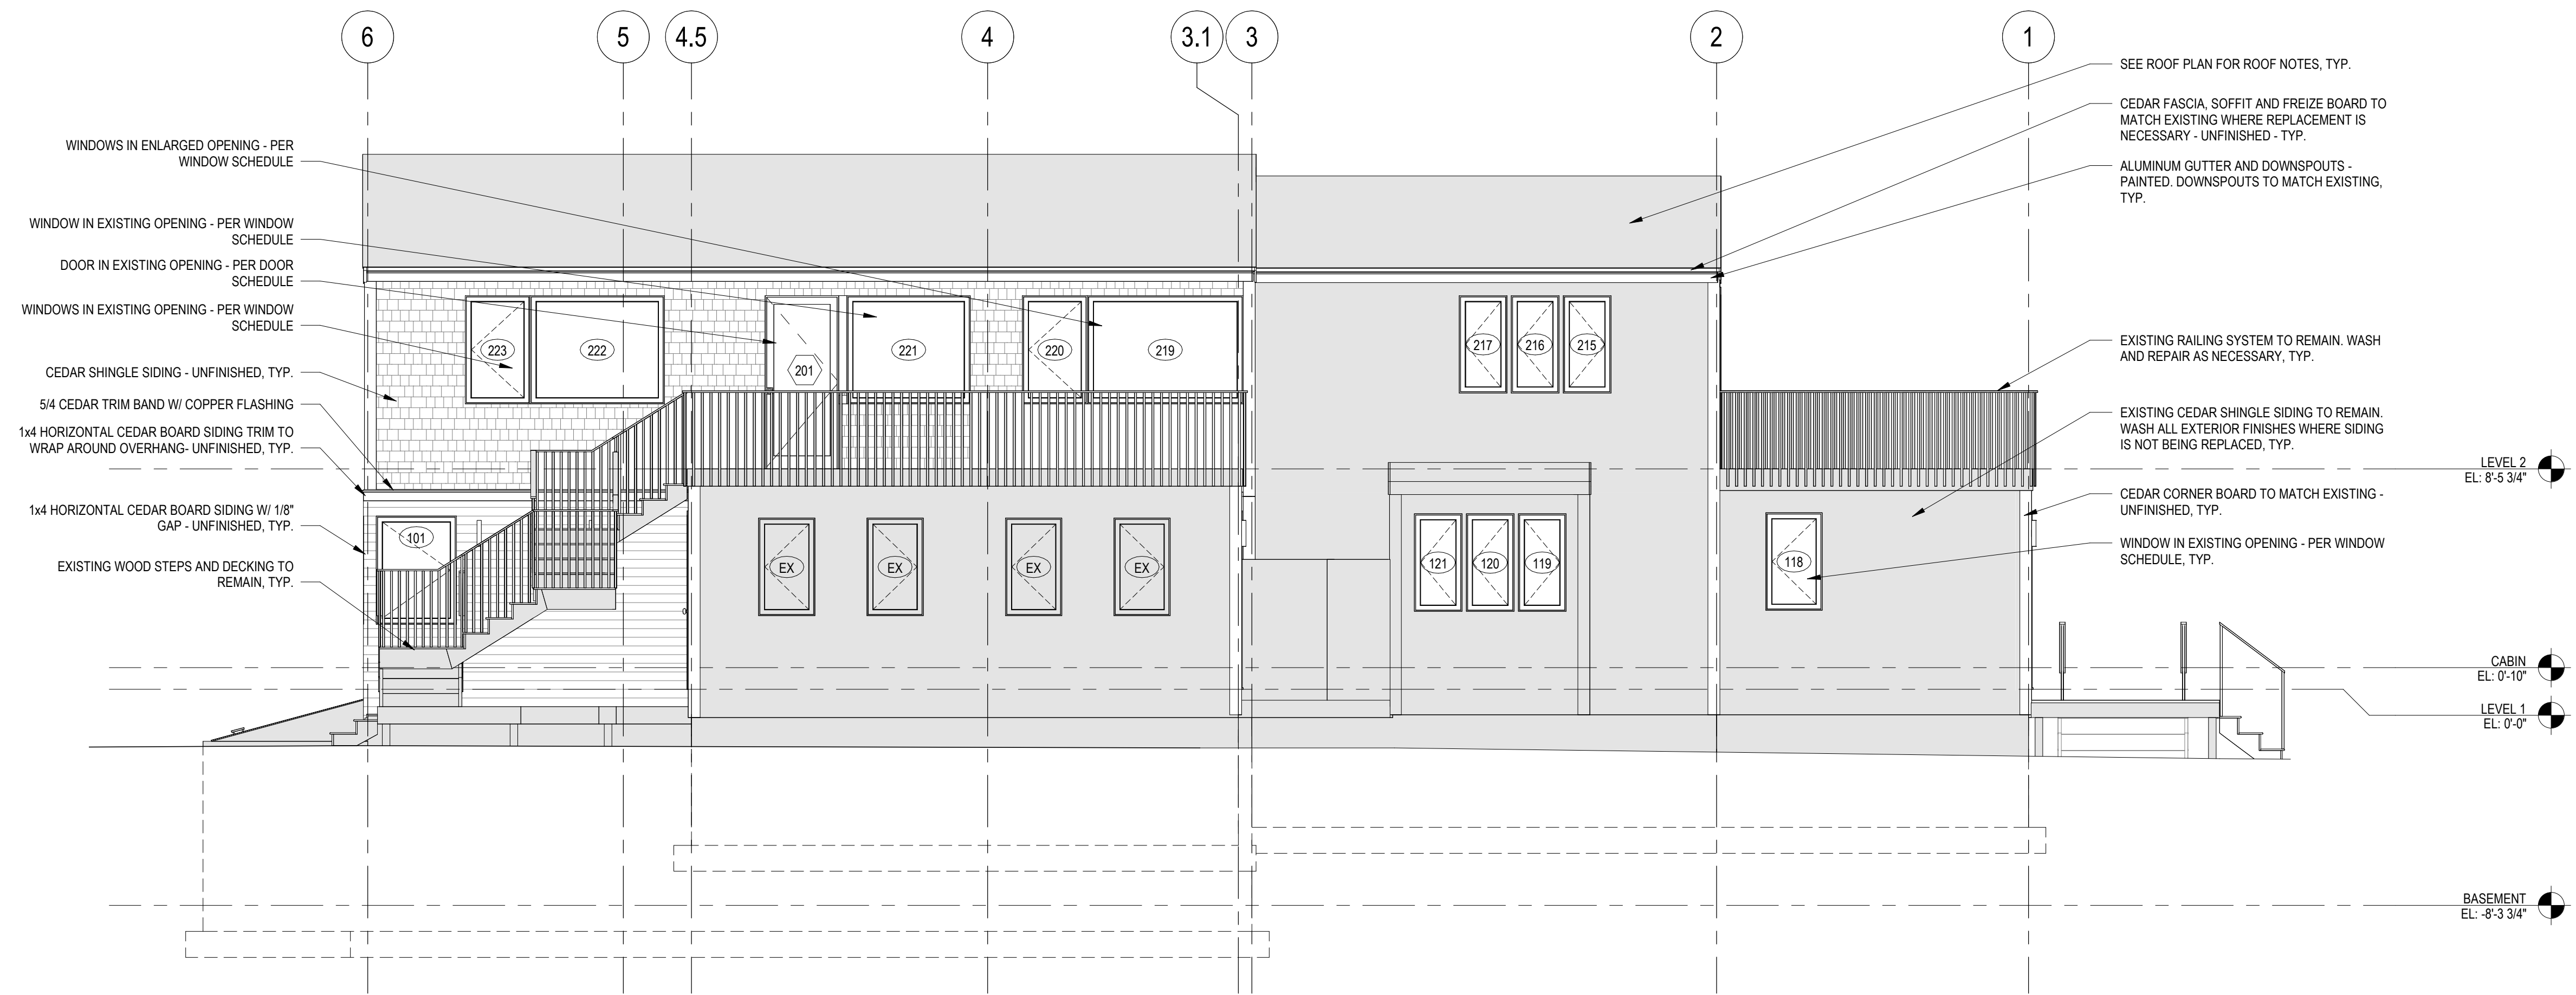 6
5
4.5
4
3.1
3
2
1
WINDOWS IN ENLARGED OPENING - PER
WINDOW SCHEDULE
WINDOW IN EXISTING OPENING - PER WINDOW
SCHEDULE
DOOR IN EXISTING OPENING - PER DOOR
SCHEDULE
WINDOWS IN EXISTING OPENING - PER WINDOW
SCHEDULE
CEDAR SHINGLE SIDING - UNFINISHED, TYP.
5/4 CEDAR TRIM BAND W/ COPPER FLASHING
1x4 HORIZONTAL CEDAR BOARD SIDING TRIM TO
WRAP AROUND OVERHANG- UNFINISHED, TYP.
1x4 HORIZONTAL CEDAR BOARD SIDING W/ 1/8"
GAP - UNFINISHED, TYP.
EXISTING WOOD STEPS AND DECKING TO
REMAIN, TYP.
223
222
201
221
220
219
217
216
215
101
EX
EX
EX
EX
121
120
119
118
SEE ROOF PLAN FOR ROOF NOTES, TYP.
CEDAR FASCIA, SOFFIT AND FREIZE BOARD TO
MATCH EXISTING WHERE REPLACEMENT IS
NECESSARY - UNFINISHED - TYP.
ALUMINUM GUTTER AND DOWNSPOUTS -
PAINTED. DOWNSPOUTS TO MATCH EXISTING,
TYP.
EXISTING RAILING SYSTEM TO REMAIN. WASH
AND REPAIR AS NECESSARY, TYP.
EXISTING CEDAR SHINGLE SIDING TO REMAIN.
WASH ALL EXTERIOR FINISHES WHERE SIDING
IS NOT BEING REPLACED, TYP.
CEDAR CORNER BOARD TO MATCH EXISTING -
UNFINISHED, TYP.
WINDOW IN EXISTING OPENING - PER WINDOW
SCHEDULE, TYP.
LEVEL 2
EL: 8'-5 3/4"
CABIN
EL: 0'-10"
LEVEL 1
EL: 0'-0"
BASEMENT
EL: -8'-3 3/4"